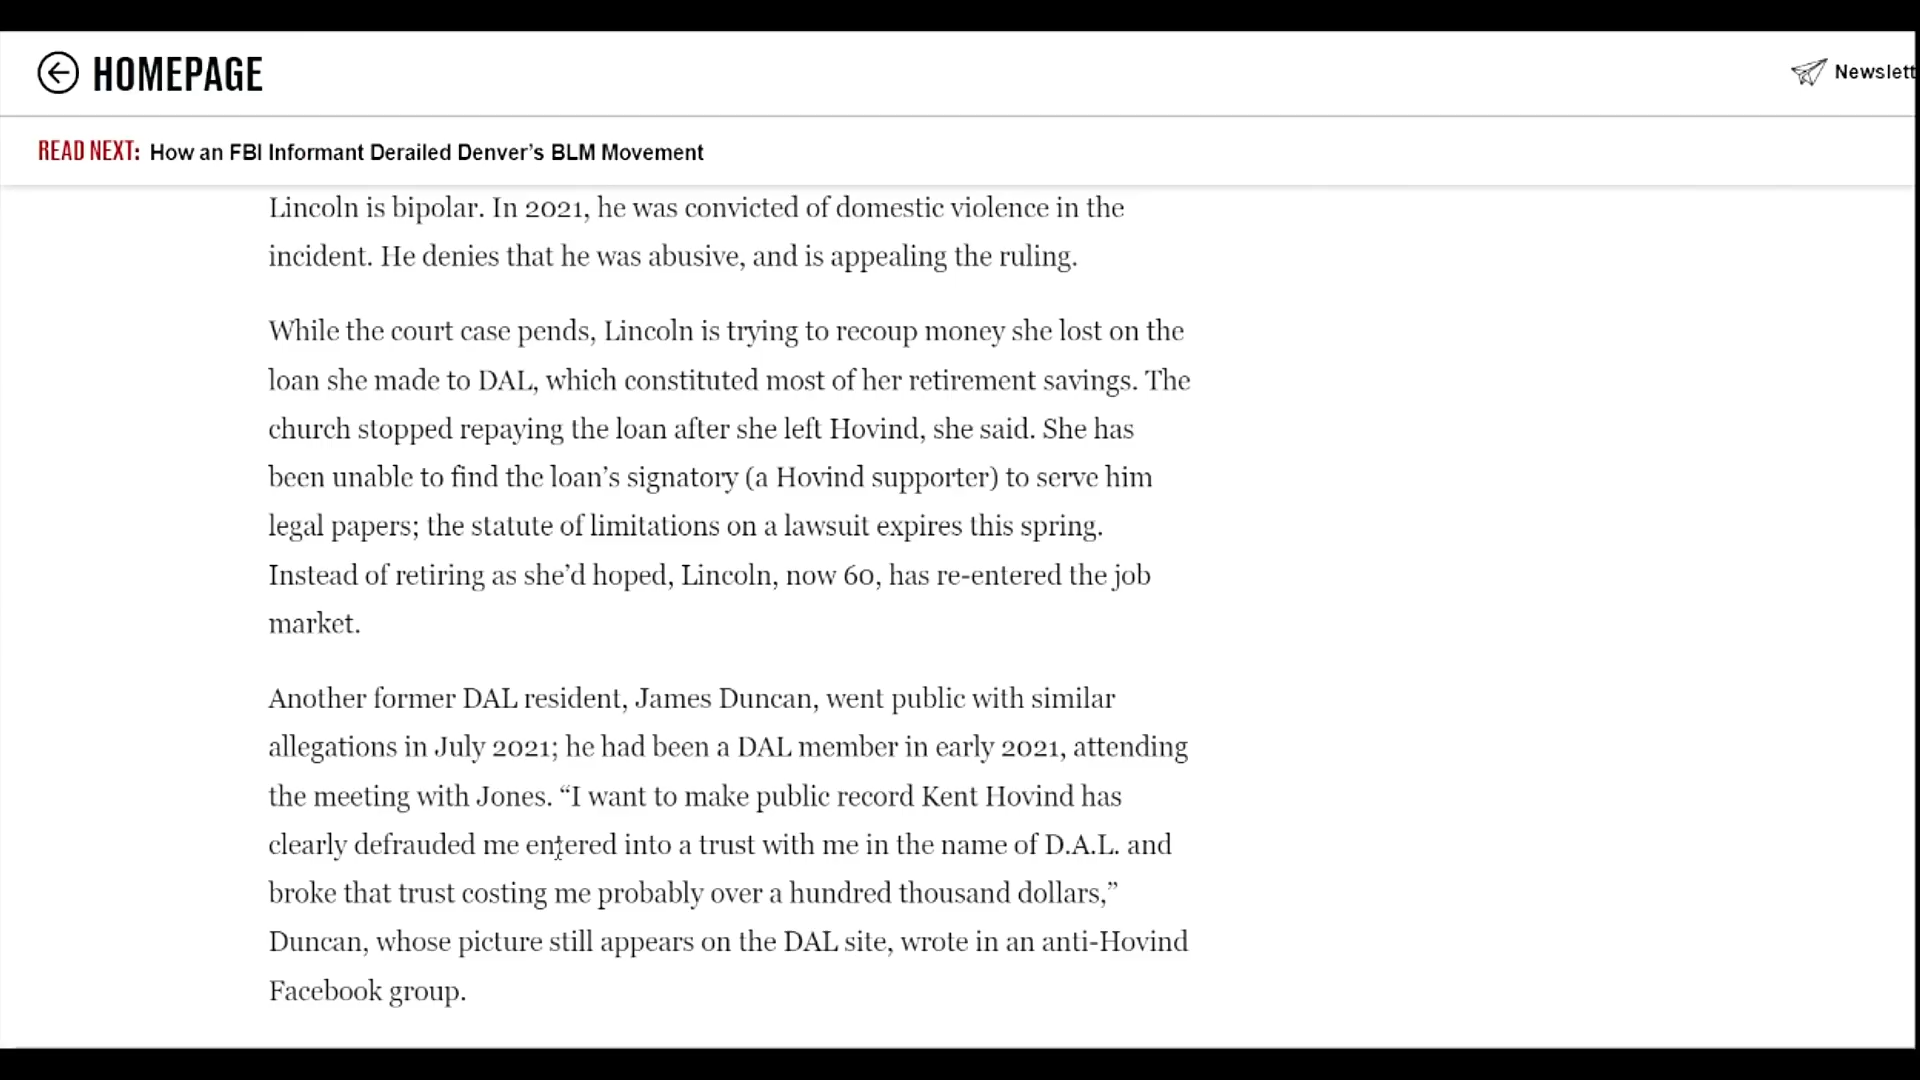 HOMEPAGE
Newslett
READ NEXT: How an FBI Informant Derailed Denver’s BLM Movement
Lincoln is bipolar. In 2021, he was convicted of domestic violence in the
incident. He denies that he was abusive, and is appealing the ruling.
While the court case pends, Lincoln is trying to recoup money she lost on the
loan she made to DAL, which constituted most of her retirement savings. The
church stopped repaying the loan after she left Hovind, she said. She has
been unable to find the loan’s signatory (a Hovind supporter) to serve him
legal papers; the statute of limitations on a lawsuit expires this spring.
Instead of retiring as she’d hoped, Lincoln, now 60, has re-entered the job
market.
Another former DAL resident, James Duncan, went public with similar
allegations in July 2021; he had been a DAL member in early 2021, attending
the meeting with Jones. “I want to make public record Kent Hovind has
clearly defrauded me entered into a trust with me in the name of D.A.L. and
broke that trust costing me probably over a hundred thousand dollars,”
Duncan, whose picture still appears on the DAL site, wrote in an anti-Hovind
Facebook group.